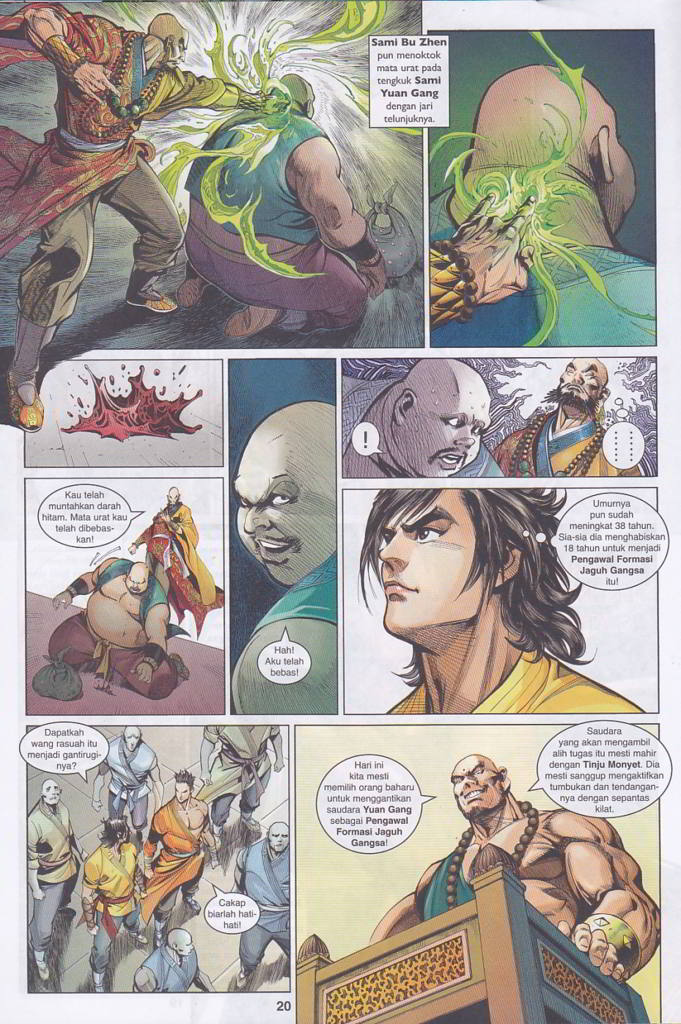 Sami Bu Zhen
pun menoktok
mata urat pada
tengkuk Sami
Yuan Gang
dengan jari
telunjuknya.
!
......
Kau telah
muntahkan darah
hitam. Mata urat kau
telah dibebas-
kan!
Hah!
Aku telah
bebas!
Umurnya
pun sudah
meningkat 38 tahun.
Sia-sia dia menghabiskan
18 tahun untuk menjadi
Pengawal Formasi
Jaguh Gangsa
itu!
Dapatkah
wang rasuah itu
menjadi gantirugi-
nya?
Cakap
biarlah hati-
hati!
Hari ini
kita mesti
memilih orang baharu
untuk menggantikan
saudara Yuan Gang
sebagai Pengawal
Formasi Jaguh
Gangsa!
Saudara
yang akan mengambil
alih tugas itu mesti mahir
dengan Tinju Monyet. Dia
mesti sanggup mengaktifkan
tumbukan dan tendangan-
nya dengan sepantas
kilat.
20